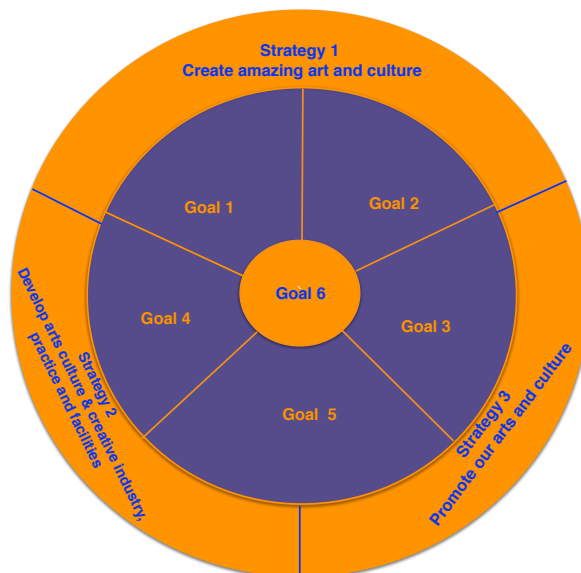 Strategy 1
Create amazing art and culture
Goal 1
Goal 2
Goal 6
Goal 4
Goal 3
Goal 5
Strategy 2
Develop arts culture & creative industry,
practice and facilities
Strategy 3
Promote our arts and culture